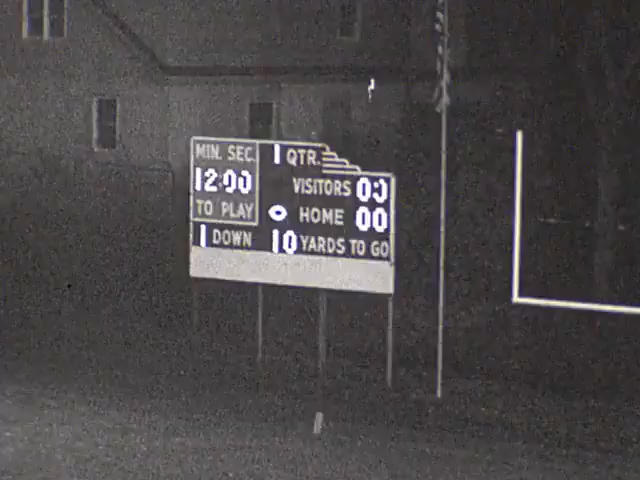 MIN. SEC. 1 QTR.
12:00 VISITORS 00
TO PLAY HOME 00
1 DOWN 10 YARDS TO GO